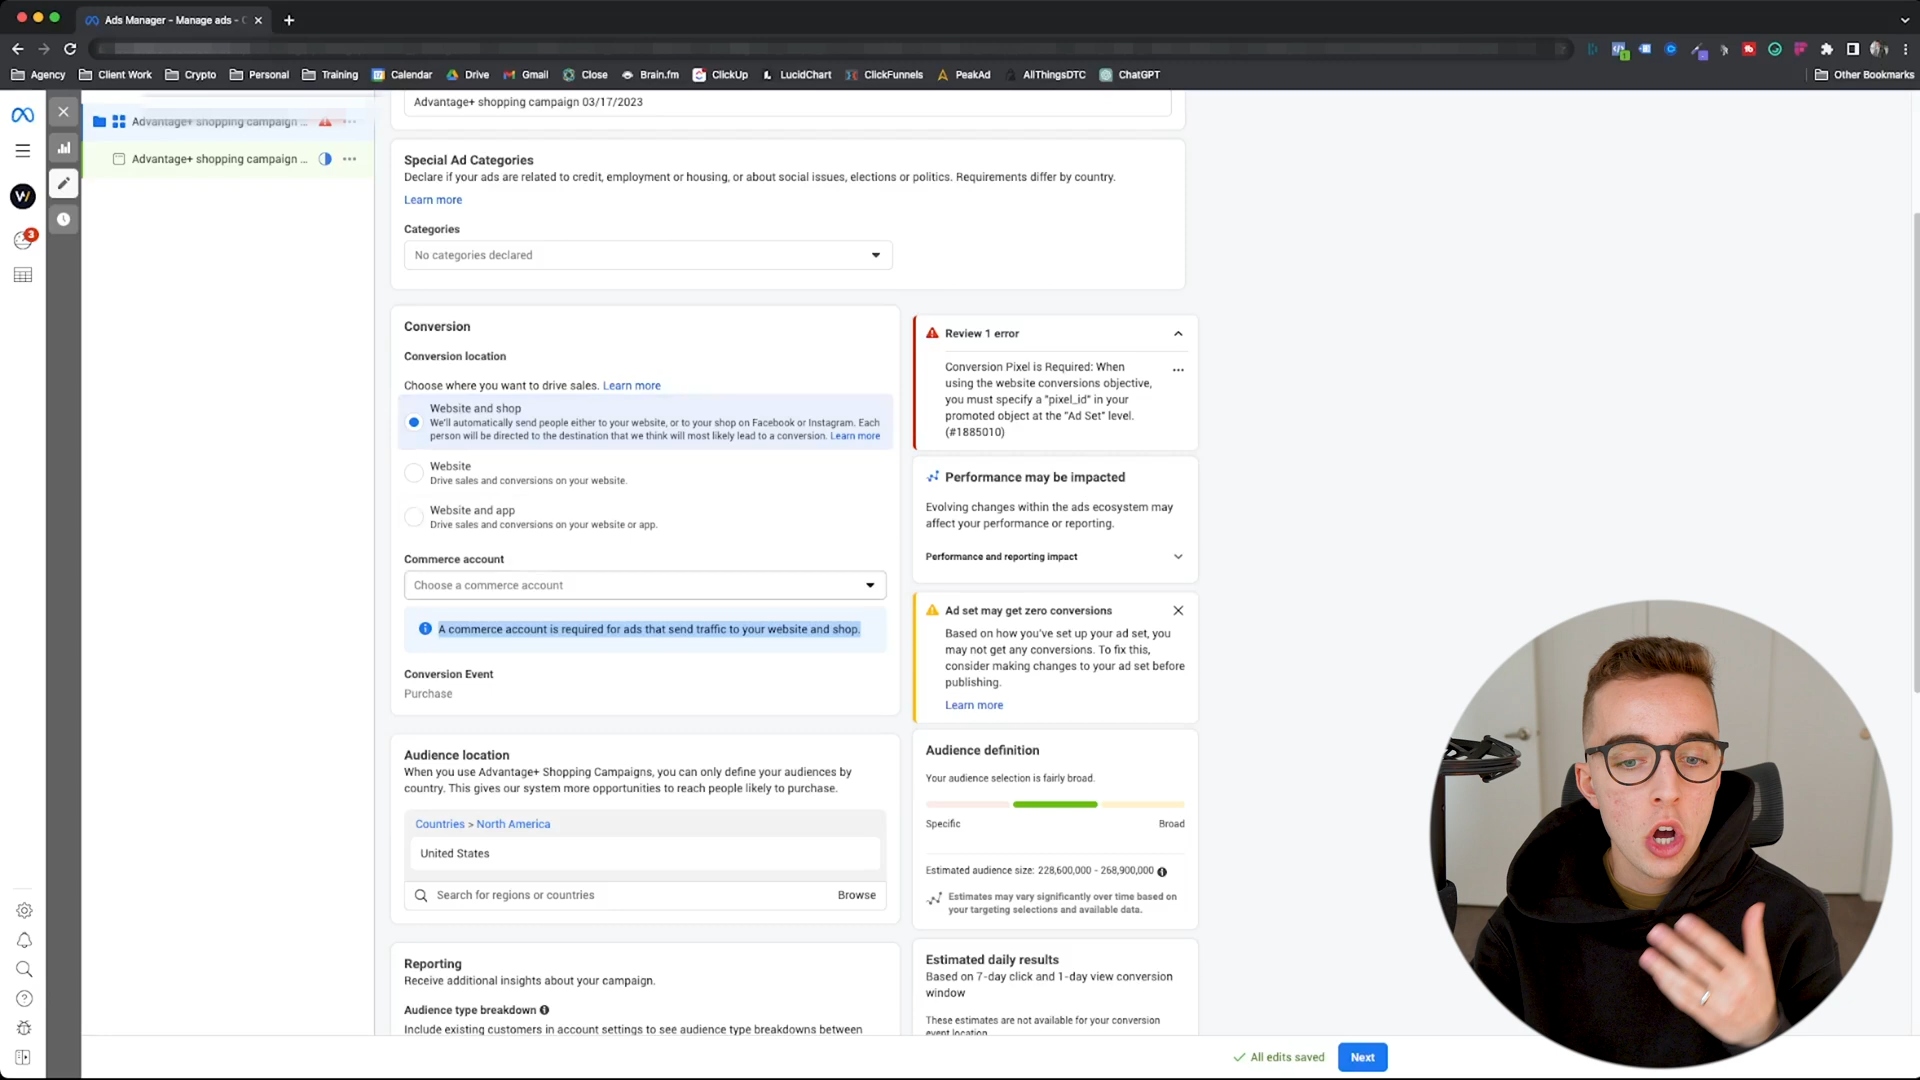 Ads Manager - Manage ads - C
Agency
Client Work
Crypto
Personal
Training
Calendar
Drive
Gmail
Close
Brain.fm
ClickUp
LucidChart
ClickFunnels
PeakAd
AllThingsDTC
ChatGPT
Other Bookmarks
3
Advantage+ shopping campaign ...
Advantage+ shopping campaign ...
Advantage+ shopping campaign 03/17/2023
Special Ad Categories
Declare if your ads are related to credit, employment or housing, or about social issues, elections or politics. Requirements differ by country.
Learn more
Categories
No categories declared
Conversion
Conversion location
Choose where you want to drive sales. Learn more
Website and shop
We'll automatically send people either to your website, or to your shop on Facebook or Instagram. Each
person will be directed to the destination that we think will most likely lead to a conversion. Learn more
Website
Drive sales and conversions on your website.
Website and app
Drive sales and conversions on your website or app.
Commerce account
Choose a commerce account
A commerce account is required for ads that send traffic to your website and shop.
Conversion Event
Purchase
Audience location
When you use Advantage+ Shopping Campaigns, you can only define your audiences by
country. This gives our system more opportunities to reach people likely to purchase.
Countries > North America
United States
Search for regions or countries
Browse
Reporting
Receive additional insights about your campaign.
Audience type breakdown
Include existing customers in account settings to see audience type breakdowns between
Review 1 error
Conversion Pixel is Required: When
using the website conversions objective,
you must specify a "pixel_id" in your
promoted object at the "Ad Set" level.
(#1885010)
Performance may be impacted
Evolving changes within the ads ecosystem may
affect your performance or reporting.
Performance and reporting impact
Ad set may get zero conversions
Based on how you've set up your ad set, you
may not get any conversions. To fix this,
consider making changes to your ad set before
publishing.
Learn more
Audience definition
Your audience selection is fairly broad.
Specific
Broad
Estimated audience size: 228,600,000 - 268,900,000
Estimates may vary significantly over time based on
your targeting selections and available data.
Estimated daily results
Based on 7-day click and 1-day view conversion
window
These estimates are not available for your conversion
event location.
All edits saved
Next